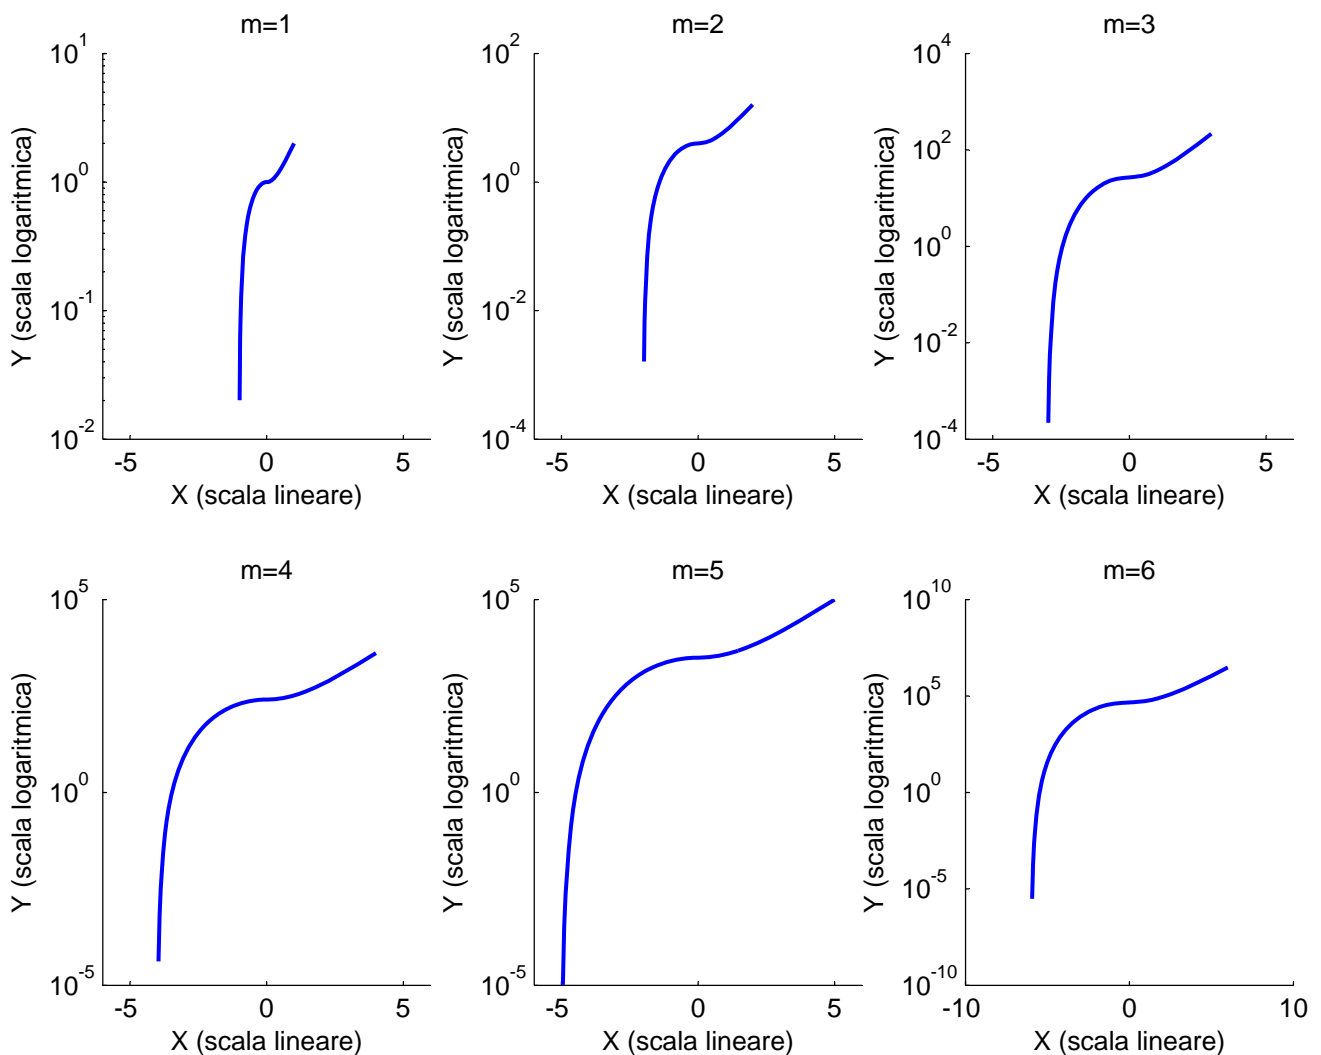 m=1
10^1
10^0
10^-1
10^-2
Y (scala logaritmica)
-5 0 5
X (scala lineare)
m=2
10^2
10^0
10^-2
10^-4
Y (scala logaritmica)
-5 0 5
X (scala lineare)
m=3
10^4
10^2
10^0
10^-2
10^-4
Y (scala logaritmica)
-5 0 5
X (scala lineare)
m=4
10^5
10^0
10^-5
Y (scala logaritmica)
-5 0 5
X (scala lineare)
m=5
10^5
10^0
10^-5
Y (scala logaritmica)
-5 0 5
X (scala lineare)
m=6
10^10
10^5
10^0
10^-5
10^-10
Y (scala logaritmica)
-10 0 10
X (scala lineare)